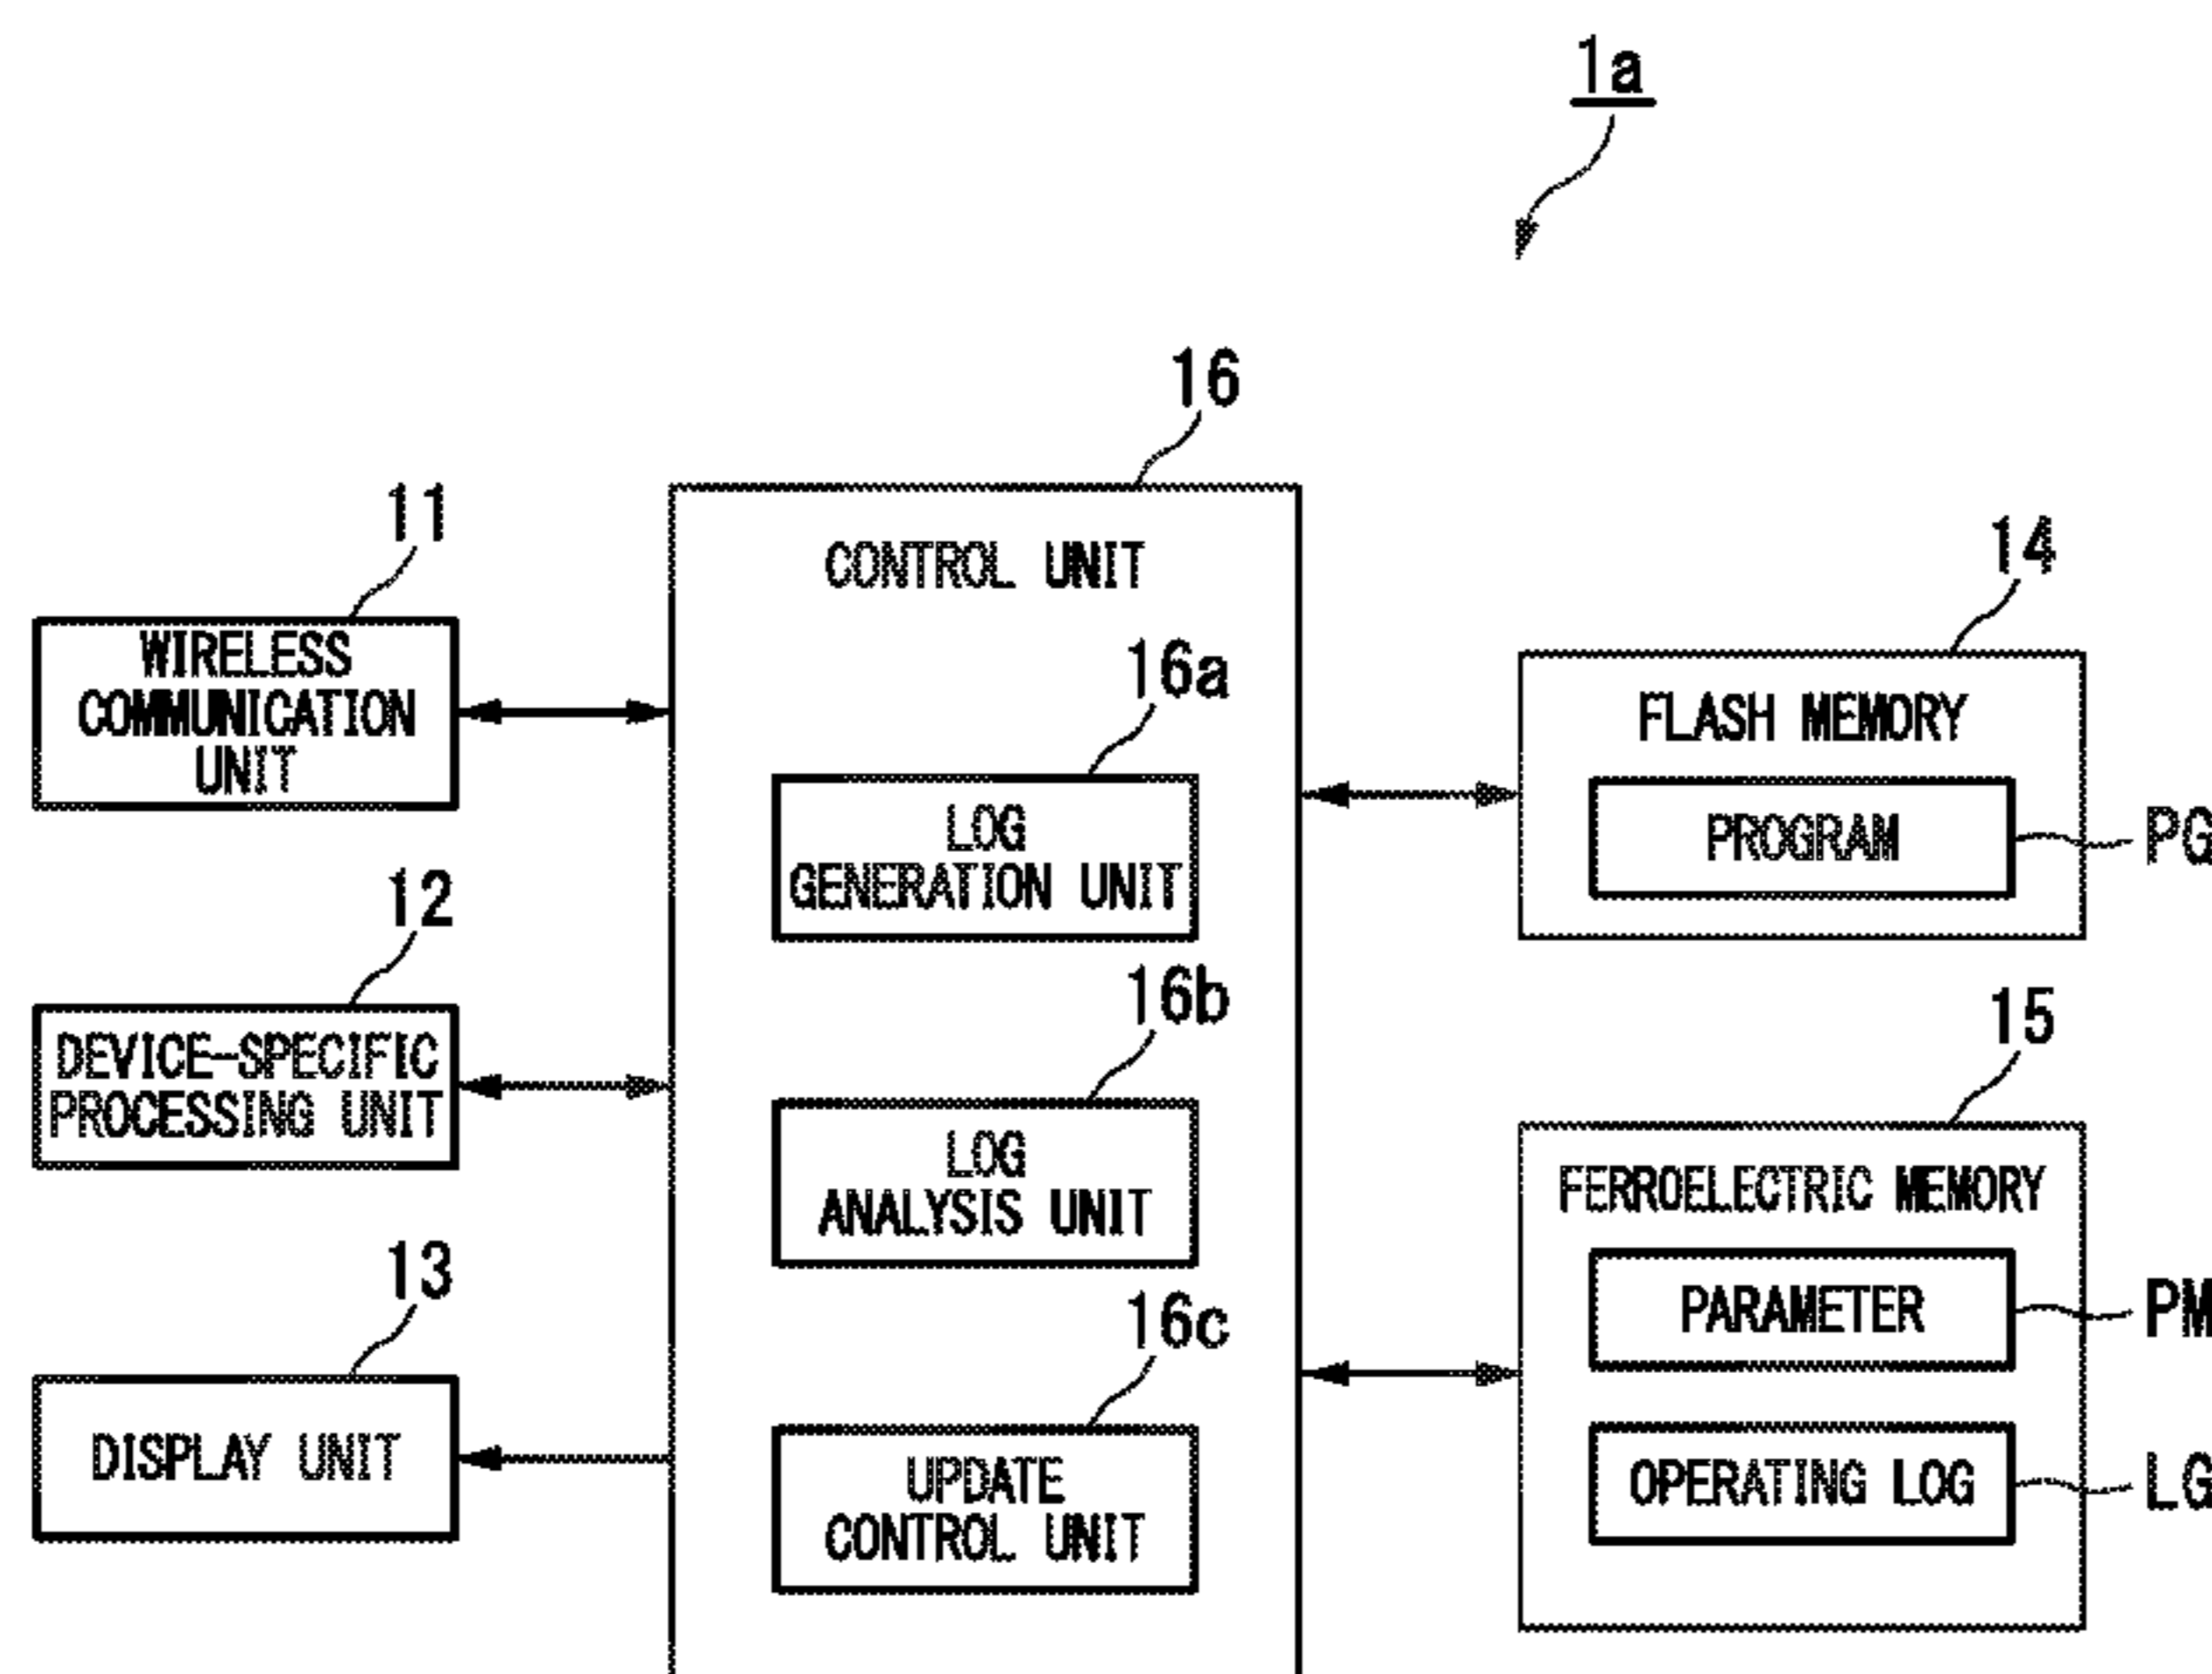 1a
16
CONTROL UNIT
11
WIRELESS
COMMUNICATION
UNIT
12
DEVICE-SPECIFIC
PROCESSING UNIT
13
DISPLAY UNIT
16a
LOG
GENERATION UNIT
16b
LOG
ANALYSIS UNIT
16c
UPDATE
CONTROL UNIT
14
FLASH MEMORY
PROGRAM
PG
15
FERROELECTRIC MEMORY
PARAMETER
PM
OPERATING LOG
LG